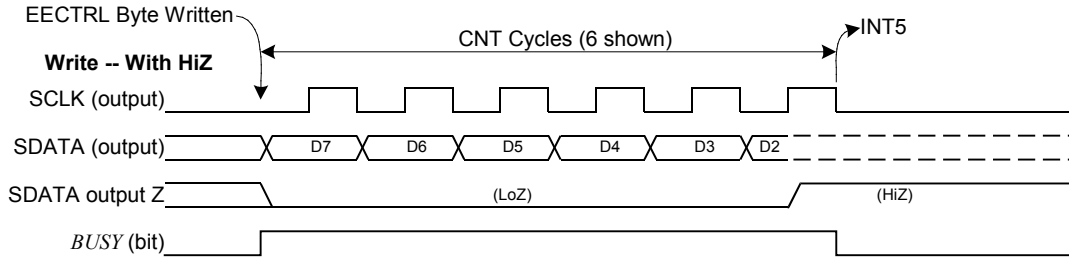 EECTRL Byte Written
CNT Cycles (6 shown)
INT5
Write -- With HiZ
SCLK (output)
SDATA (output)
D7 D6 D5 D4 D3 D2
SDATA output Z
(LoZ) (HiZ)
BUSY (bit)